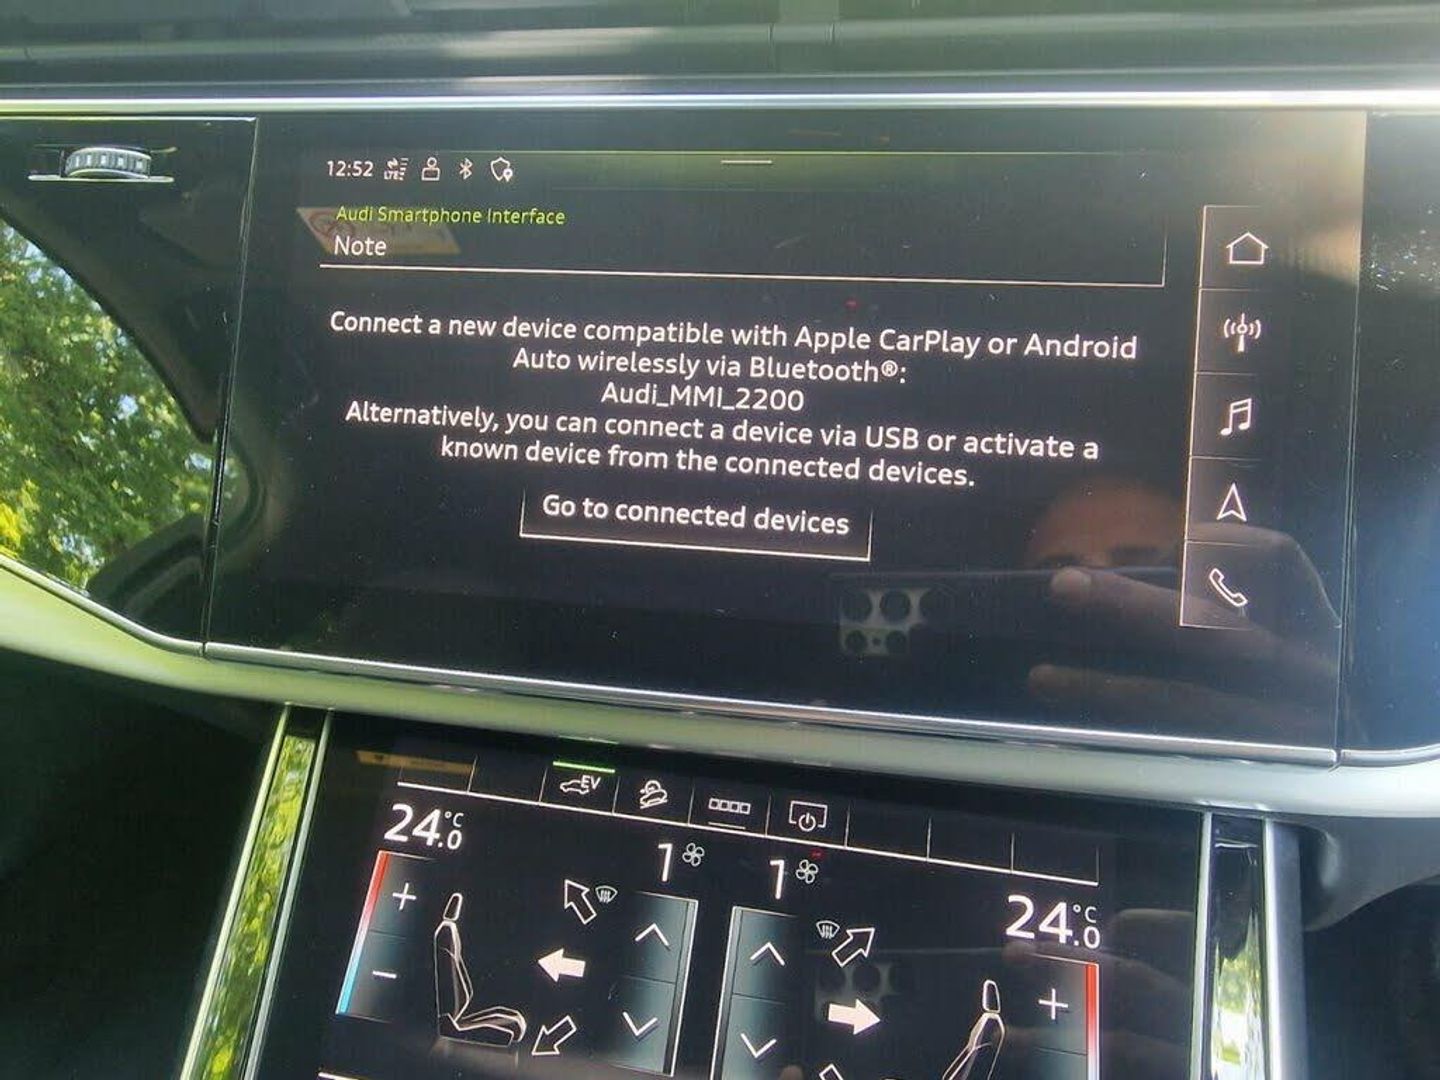 12:52 LTE
Audi Smartphone Interface
Note
Connect a new device compatible with Apple CarPlay or Android
Auto wirelessly via Bluetooth®:
Audi_MMI_2200
Alternatively, you can connect a device via USB or activate a
known device from the connected devices.
Go to connected devices
EV
24.0 °C
1
1
24.0 °C